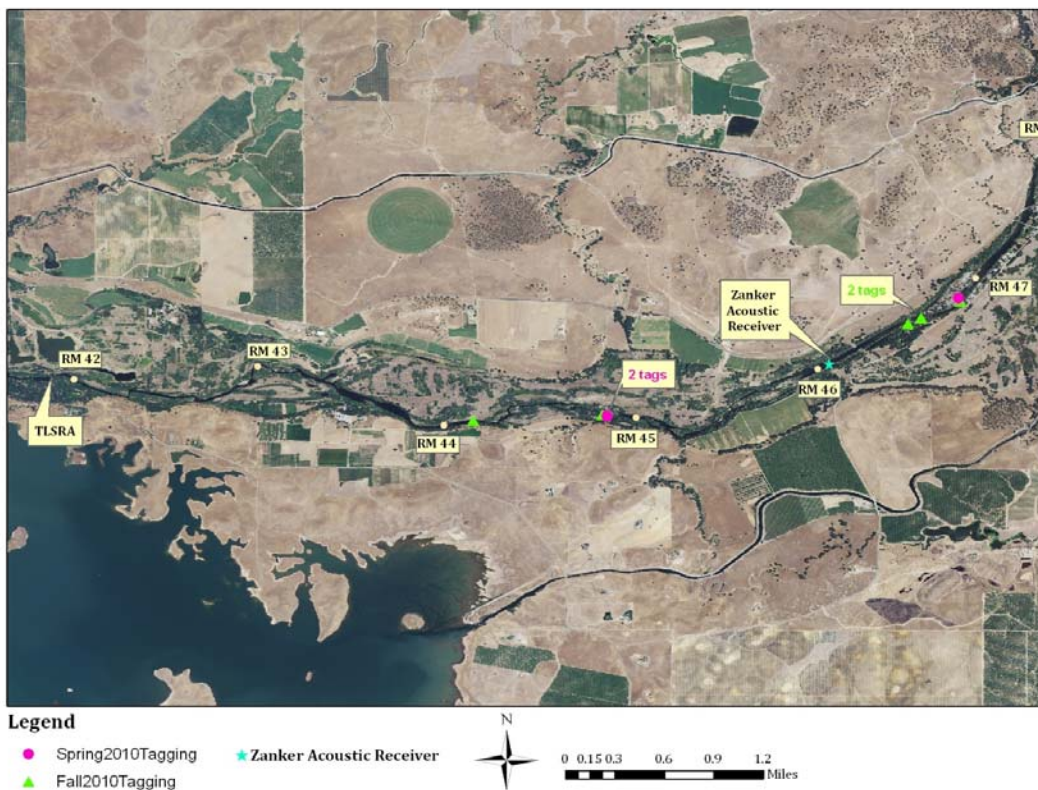 RM
RM 47
2 tags
Zanker
Acoustic
Receiver
RM 42
RM 43
2 tags
RM 46
TLSRA
RM 44
RM 45
Legend
Spring2010Tagging
Fall2010Tagging
Zanker Acoustic Receiver
N
0 0.15 0.3 0.6 0.9 1.2
Miles